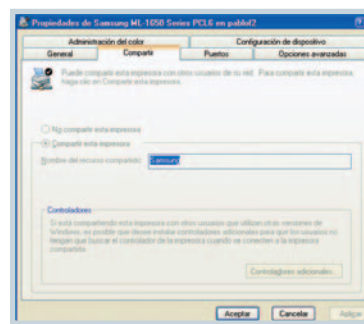 Propiedades de Samsung ML-1650 Series PCL6 en pablol2
Administración del color
Configuración de dispositivo
General
Compartir
Puertos
Opciones avanzadas
Puede compartir esta impresora con otros usuarios de su red. Para compartir esta impresora,
haga clic en Compartir esta impresora.
No compartir esta impresora
Compartir esta impresora
Nombre del recurso compartido:
Samsung
Controladores
Si está compartiendo esta impresora con otros usuarios que utilizan otras versiones de
Windows, es posible que desee instalar controladores adicionales para que los usuarios no
tengan que buscar el controlador de la impresora cuando se conecten a la impresora
compartida.
Controladores adicionales...
Aceptar
Cancelar
Aplicar